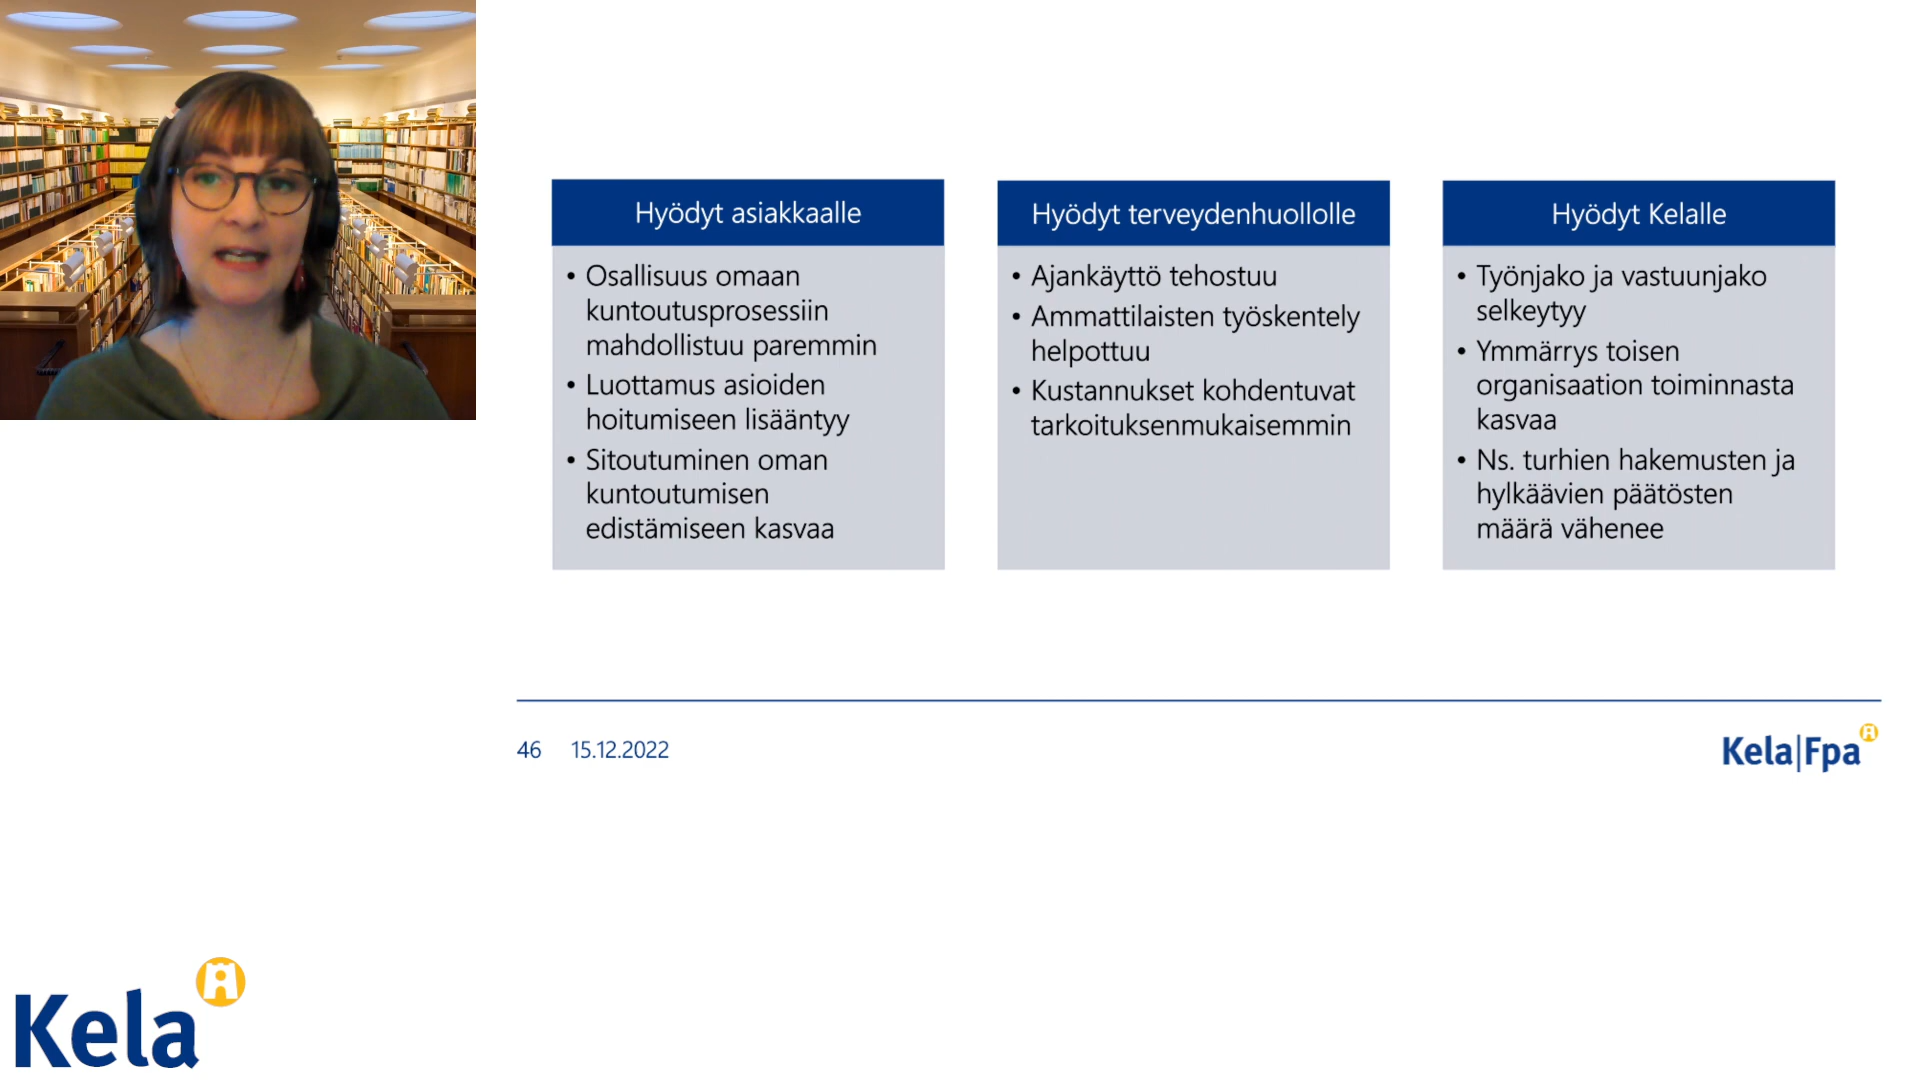 Hyödyt asiakkaalle
• Osallisuus omaan
kuntoutusprosessiin
mahdollistuu paremmin
• Luottamus asioiden
hoitumiseen lisääntyy
• Sitoutuminen oman
kuntoutumisen
edistämiseen kasvaa
Hyödyt terveydenhuollolle
• Ajankäyttö tehostuu
• Ammattilaisten työskentely
helpottuu
• Kustannukset kohdentuvat
tarkoituksenmukaisemmin
Hyödyt Kelalle
• Työnjako ja vastuunjako
selkeytyy
• Ymmärrys toisen
organisaation toiminnasta
kasvaa
• Ns. turhien hakemusten ja
hylkäävien päätösten
määrä vähenee
46 15.12.2022
Kela|Fpa
Kela